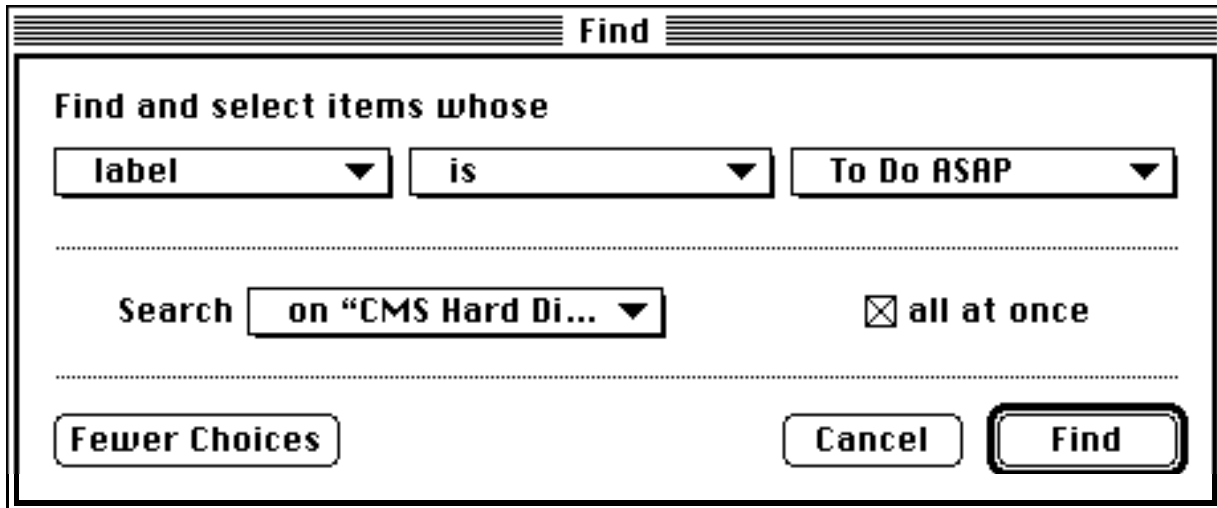 Find
Find and select items whose
label is To Do ASAP
Search on “CMS Hard Di... all at once
Fewer Choices Cancel Find